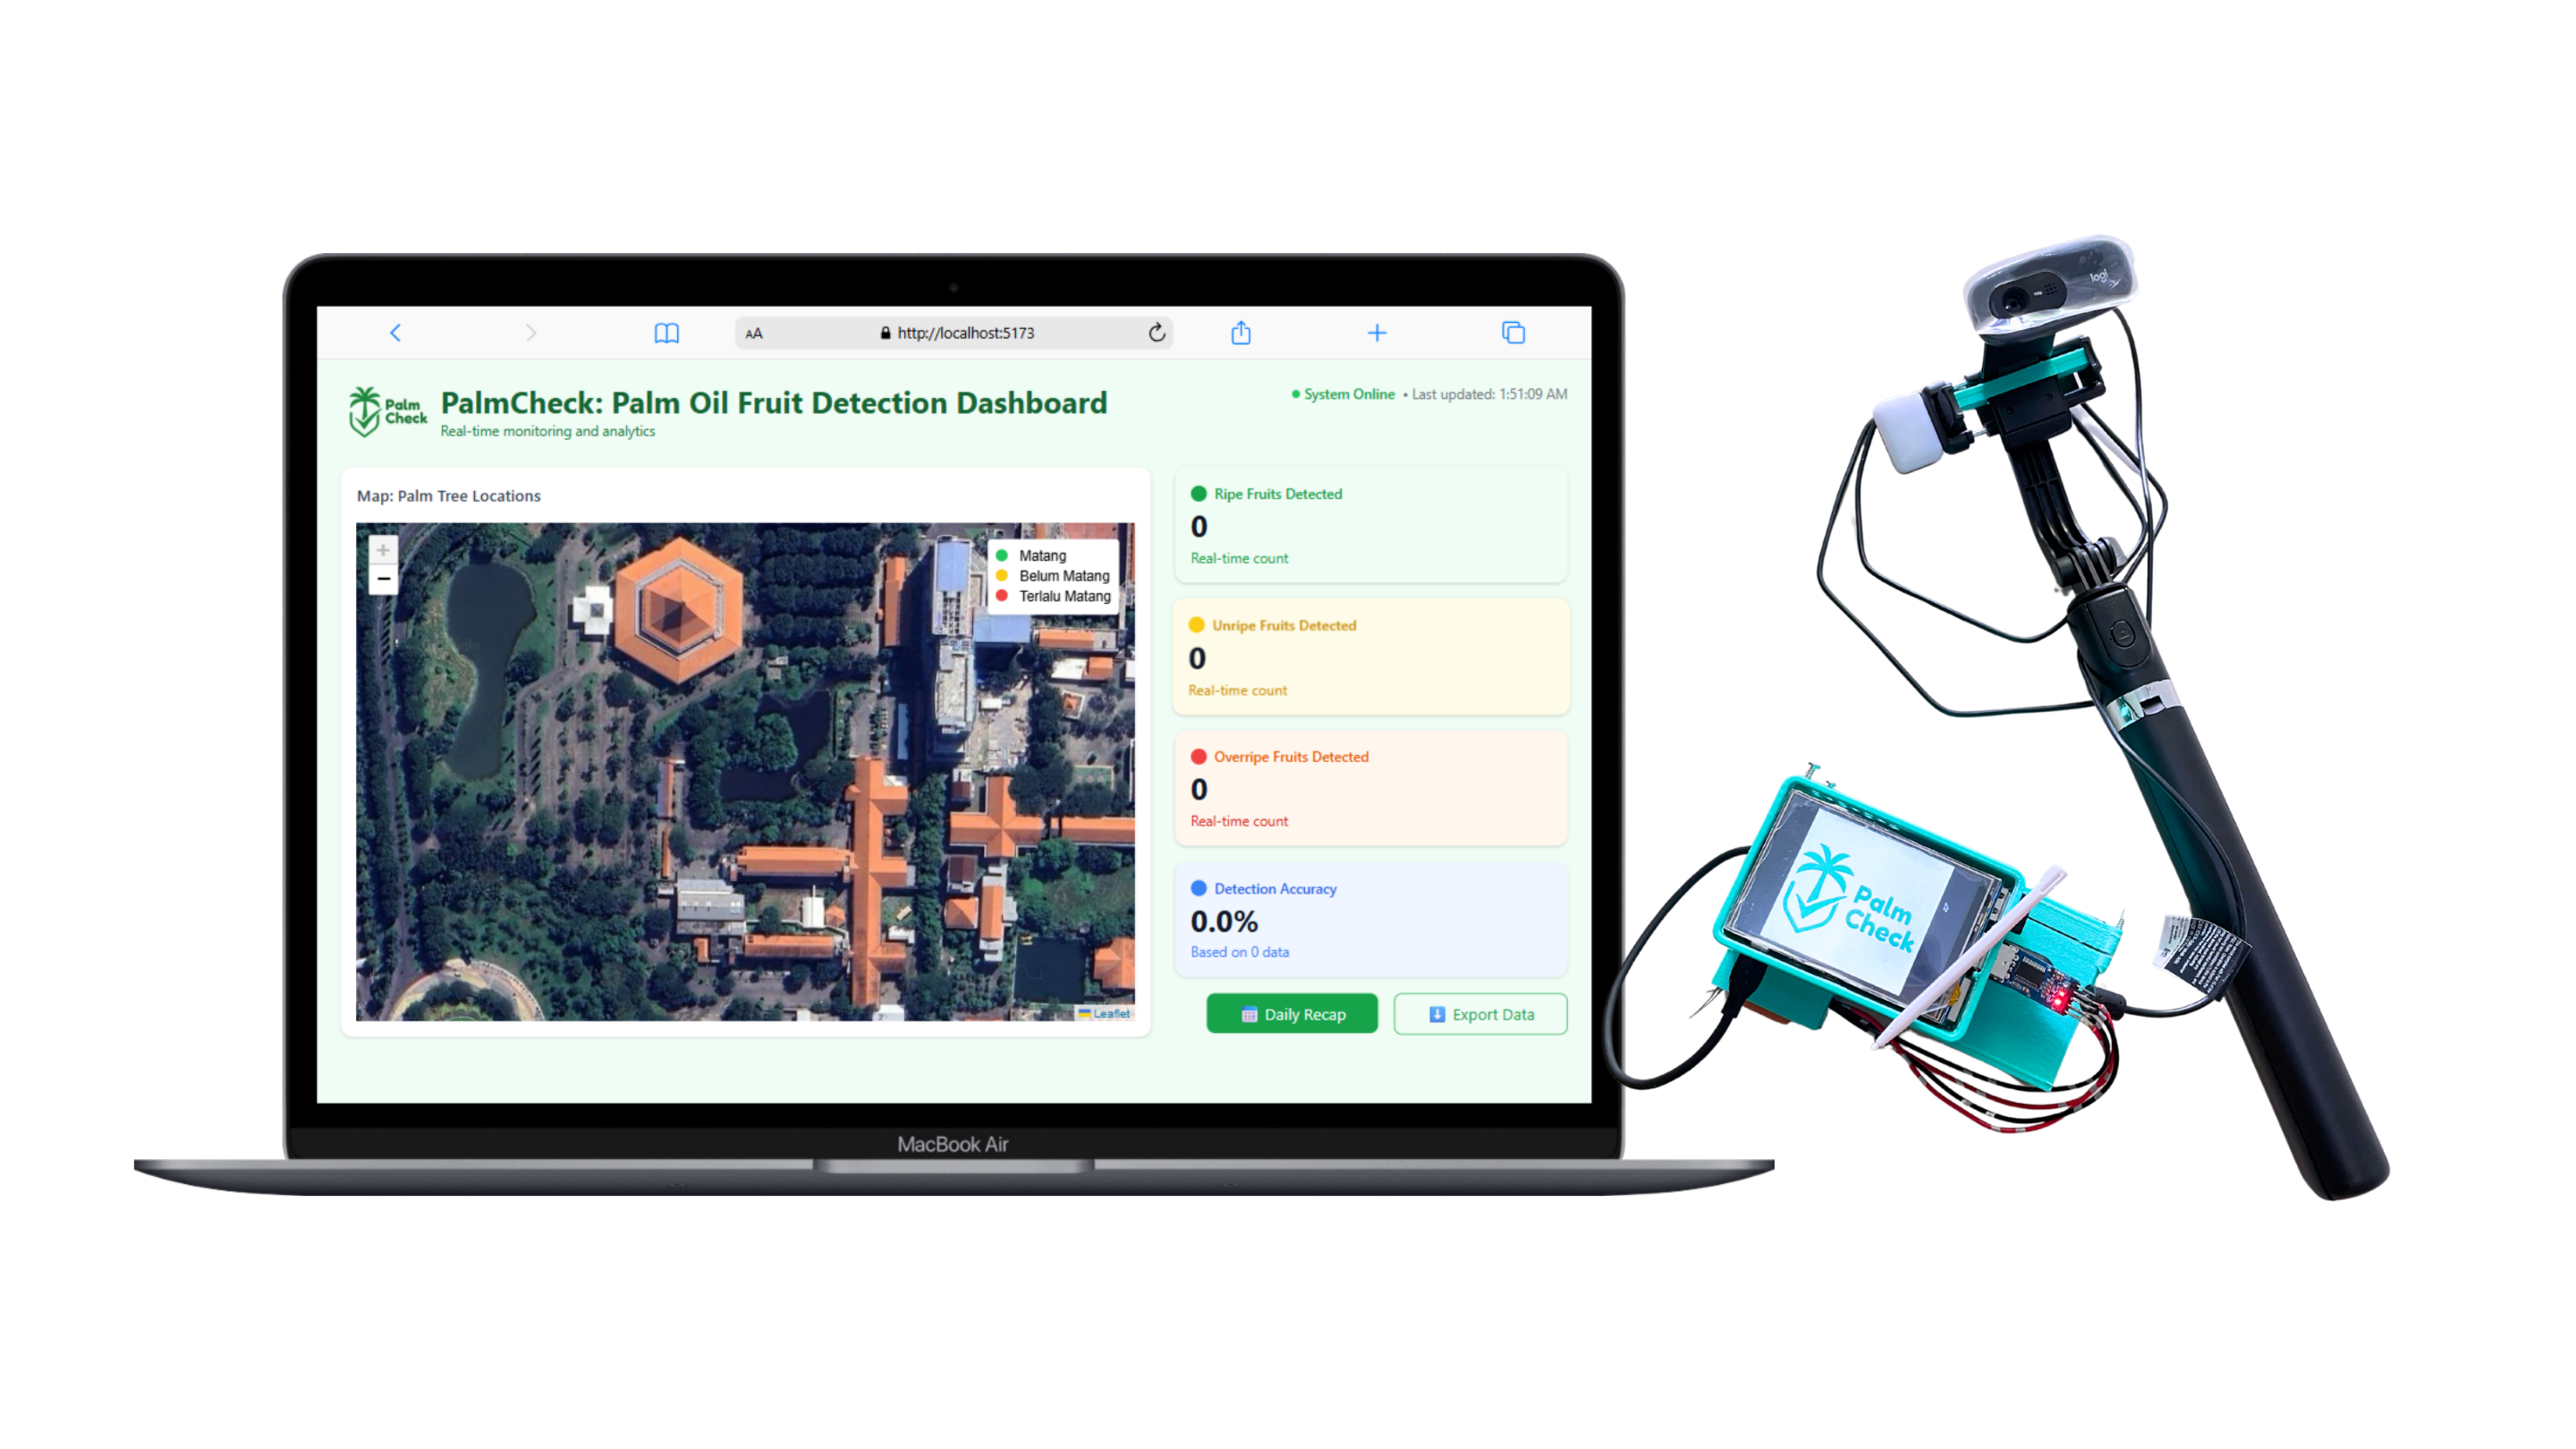 AA
http://localhost:5173
Palm
Check
PalmCheck: Palm Oil Fruit Detection Dashboard
Real-time monitoring and analytics
System Online • Last updated: 1:51:09 AM
Map: Palm Tree Locations
+
−
Matang
Belum Matang
Terlalu Matang
Leaflet
Ripe Fruits Detected
0
Real-time count
Unripe Fruits Detected
0
Real-time count
Overripe Fruits Detected
0
Real-time count
Detection Accuracy
0.0%
Based on 0 data
Daily Recap
Export Data
MacBook Air
logi
Palm
Check